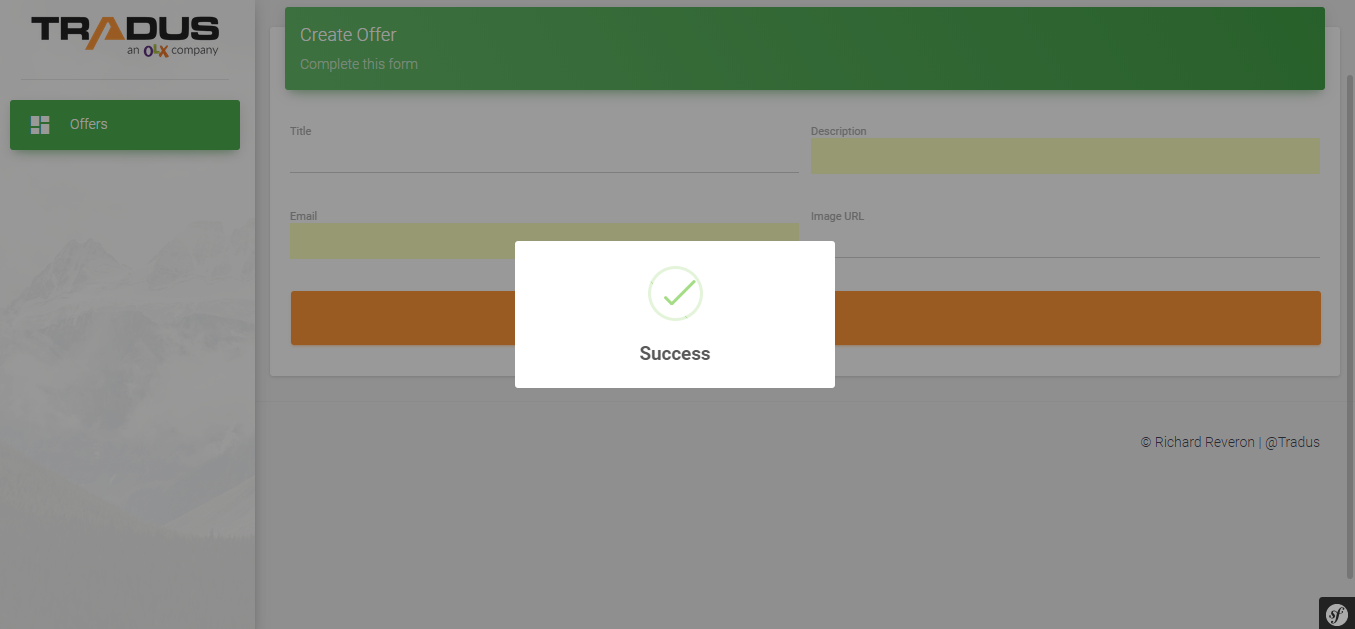 TRADUS
an OLX company
Offers
Create Offer
Complete this form
Title
Description
Email
Image URL
Success
© Richard Reveron | @Tradus
sf